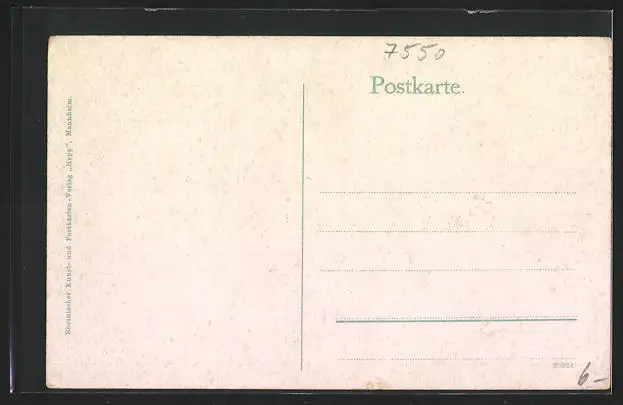 7550
Postkarte.
Rheinischer Kunst- und Postkarten-Verlag „Hepp“, Mannheim.
6-